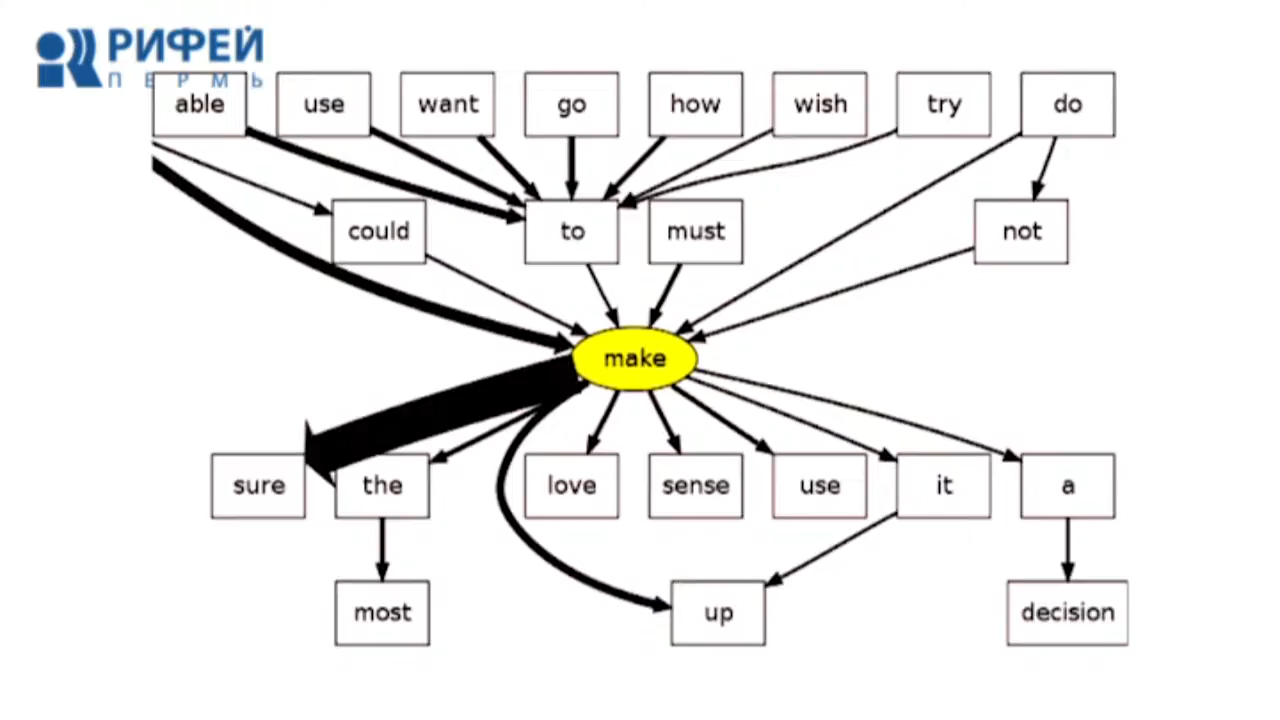 РИФЕЙ
ПЕРМЬ
able use want go how wish try do
could to must not
make
sure the love sense use it a
most up decision